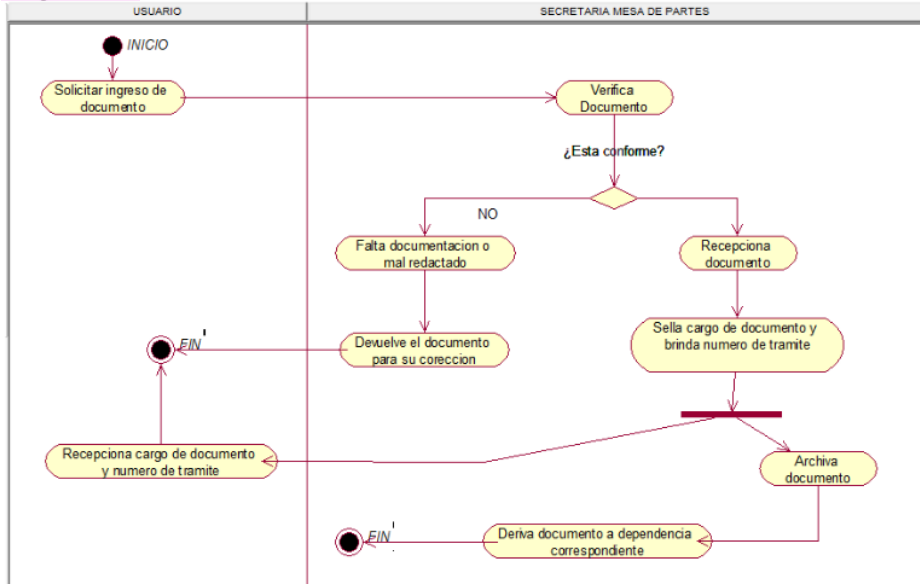 USUARIO
SECRETARIA MESA DE PARTES
INICIO
Solicitar ingreso de
documento
Verifica
Documento
¿Esta conforme?
NO
Falta documentacion o
mal redactado
Recepciona
documento
Sella cargo de documento y
brinda numero de tramite
FIN'
Devuelve el documento
para su coreccion
Recepciona cargo de documento
y numero de tramite
Archiva
documento
FIN'
Deriva documento a dependencia
correspondiente